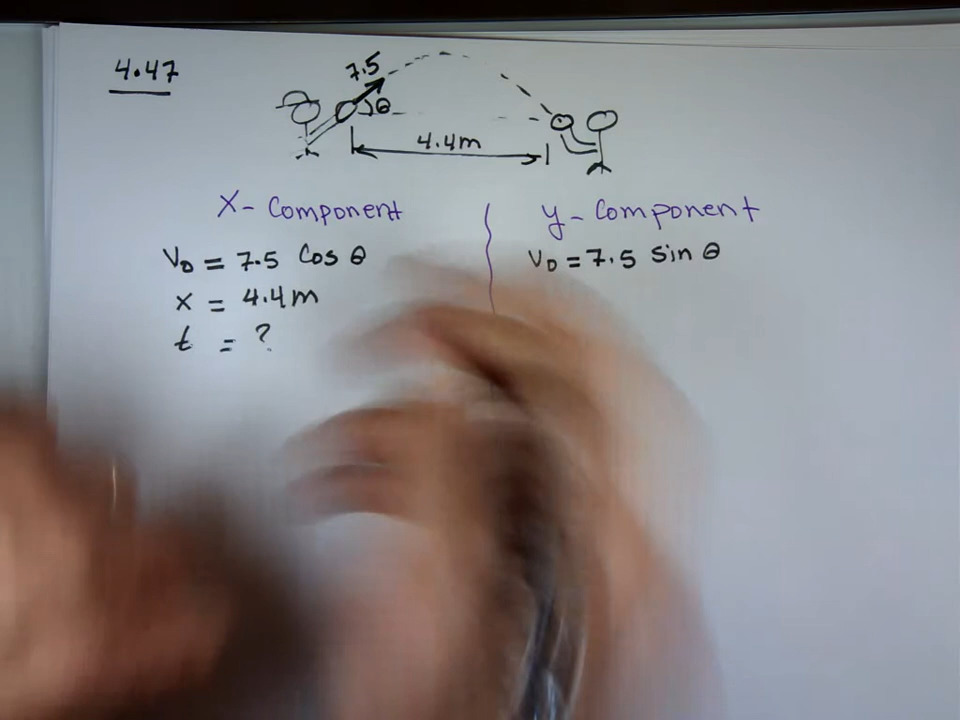 4.47
7.5
θ
4.4m
X-Component
y-Component
V₀ = 7.5 Cos θ
V₀ = 7.5 sin θ
x = 4.4m
t = ?